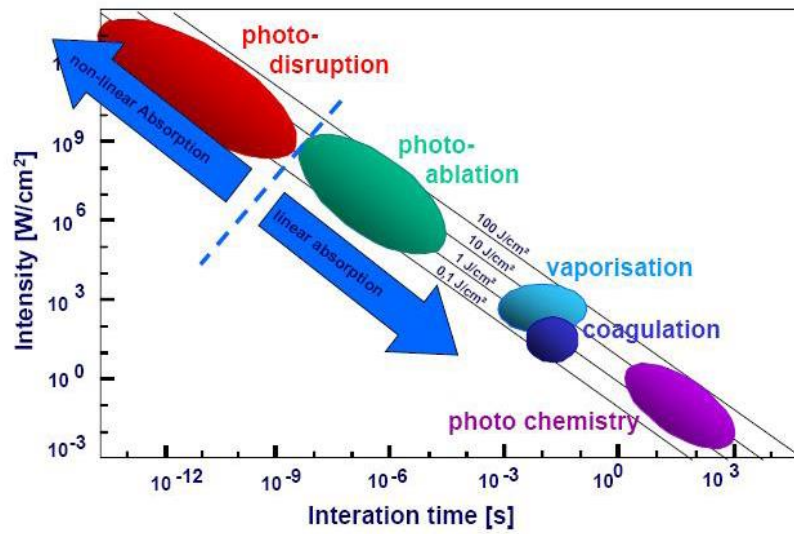 photo-
disruption
non-linear Absorption
photo-
ablation
linear absorption
100 J/cm²
10 J/cm²
1 J/cm²
0,1 J/cm²
vaporisation
coagulation
photo chemistry
Intensity [W/cm²]
10⁹
10⁶
10³
10⁰
10⁻³
10⁻¹²
10⁻⁹
10⁻⁶
10⁻³
10⁰
10³
Interation time [s]